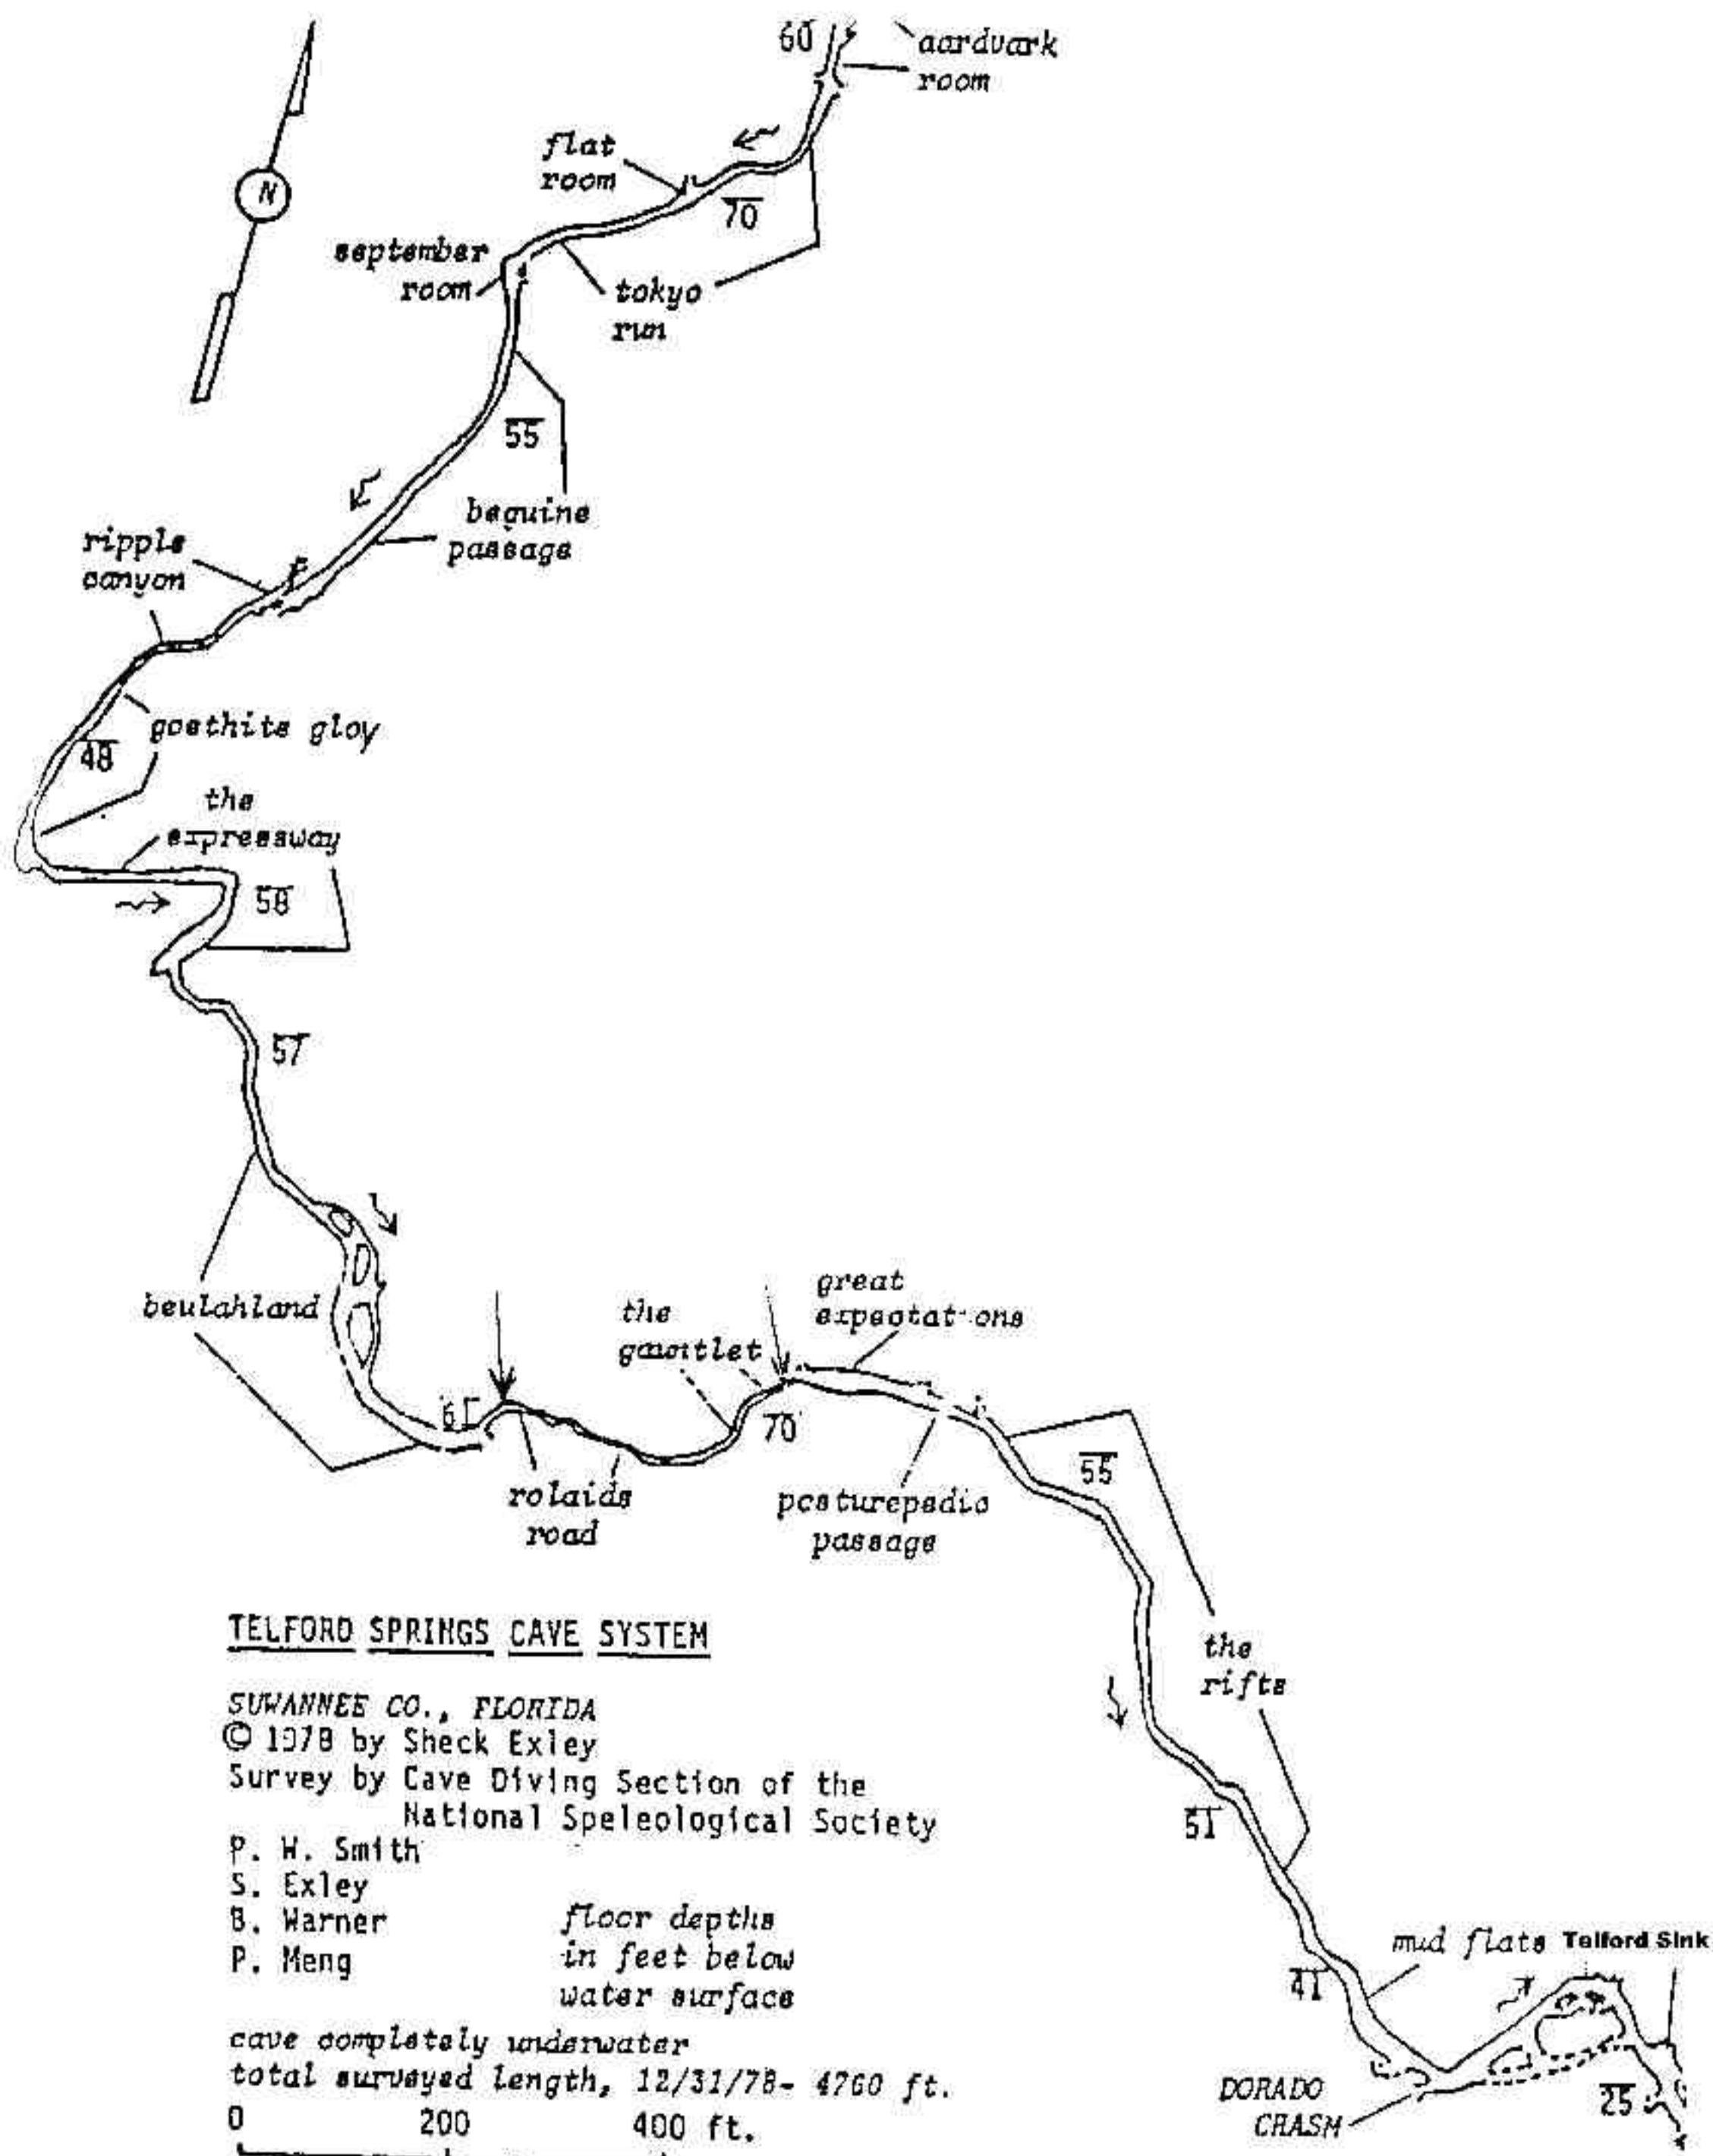 60
aardvark
room
flat
room
70
september
room
tokyo
run
N
55
beguine
passage
ripple
canyon
goethite gloy
48
the
expressway
58
57
beulahland
61
the
gauntlet
great
expectations
70
rolaids
road
posturepedic
passage
55
the
rifts
51
41
mud flats
Telford Sink
DORADO
CHASM
25
TELFORD SPRINGS CAVE SYSTEM
SUWANNEE CO., FLORIDA
© 1978 by Sheck Exley
Survey by Cave Diving Section of the
National Speleological Society
P. W. Smith
S. Exley
B. Warner
P. Meng
floor depths
in feet below
water surface
cave completely underwater
total surveyed length, 12/31/78- 4760 ft.
0 200 400 ft.